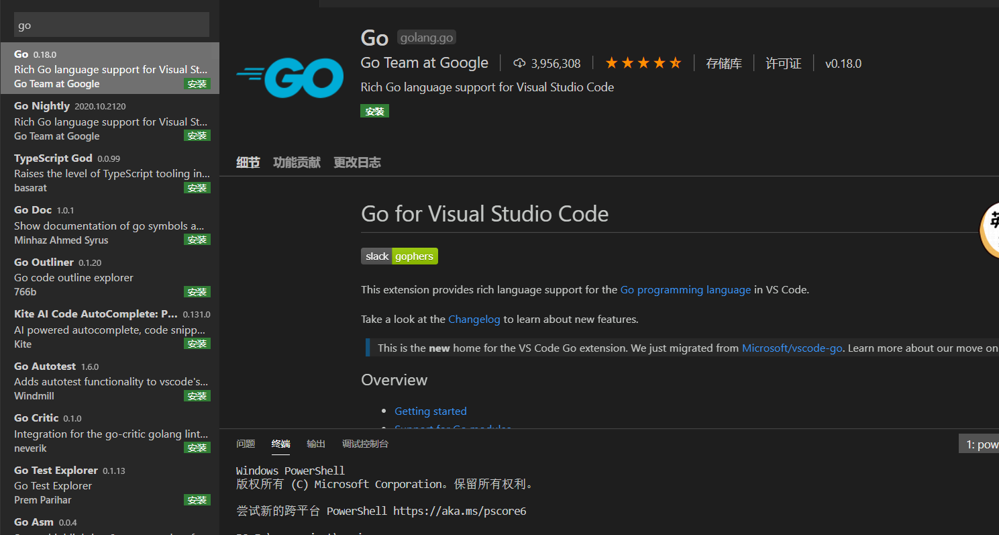 go
Go 0.18.0
Rich Go language support for Visual St...
Go Team at Google 安装
Go Nightly 2020.10.2120
Rich Go language support for Visual St...
Go Team at Google 安装
TypeScript God 0.0.99
Raises the level of TypeScript tooling in...
basarat 安装
Go Doc 1.0.1
Show documentation of go symbols a...
Minhaz Ahmed Syrus 安装
Go Outliner 0.1.20
Go code outline explorer
766b 安装
Kite AI Code AutoComplete: P... 0.131.0
AI powered autocomplete, code snipp...
Kite 安装
Go Autotest 1.6.0
Adds autotest functionality to vscode's...
Windmill 安装
Go Critic 0.1.0
Integration for the go-critic golang lint...
neverik 安装
Go Test Explorer 0.1.13
Go Test Explorer
Prem Parihar 安装
Go Asm 0.0.4
GO
Go golang.go
Go Team at Google 3,956,308 存储库 许可证 v0.18.0
Rich Go language support for Visual Studio Code
安装
细节 功能贡献 更改日志
Go for Visual Studio Code
slack gophers
This extension provides rich language support for the Go programming language in VS Code.
Take a look at the Changelog to learn about new features.
This is the new home for the VS Code Go extension. We just migrated from Microsoft/vscode-go. Learn more about our move on
Overview
Getting started
Support for Go modules
英
问题 终端 输出 调试控制台 1: pow
Windows PowerShell
版权所有 (C) Microsoft Corporation。保留所有权利。
尝试新的跨平台 PowerShell https://aka.ms/pscore6